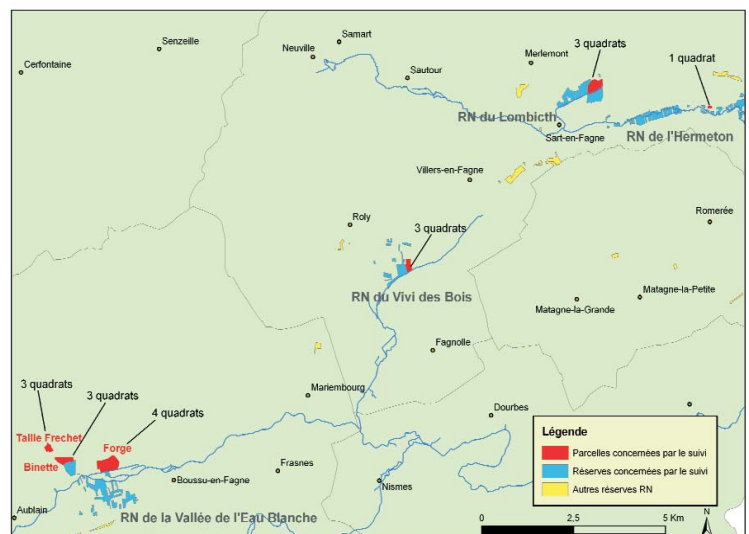 Samart
Senzeille
Neuville
Cerfontaine
Sautour
Merlemont
3 quadrats
1 quadrat
RN du Lombicth
Sart-en-Fagne
RN de l'Hermeton
Villers-en-Fagne
Roly
Romerée
3 quadrats
RN du Vivi des Bois
Matagne-la-Petite
Matagne-la-Grande
Fagnolle
3 quadrats
3 quadrats
4 quadrats
Mariembourg
Dourbes
Taille Frechet
Forge
Binette
Boussu-en-Fagne
Frasnes
Nismes
Aublain
RN de la Vallée de l'Eau Blanche
Légende
Parcelles concernées par le suivi
Réserves concernées par le suivi
Autres réserves RN
0 2,5 5 Km
N